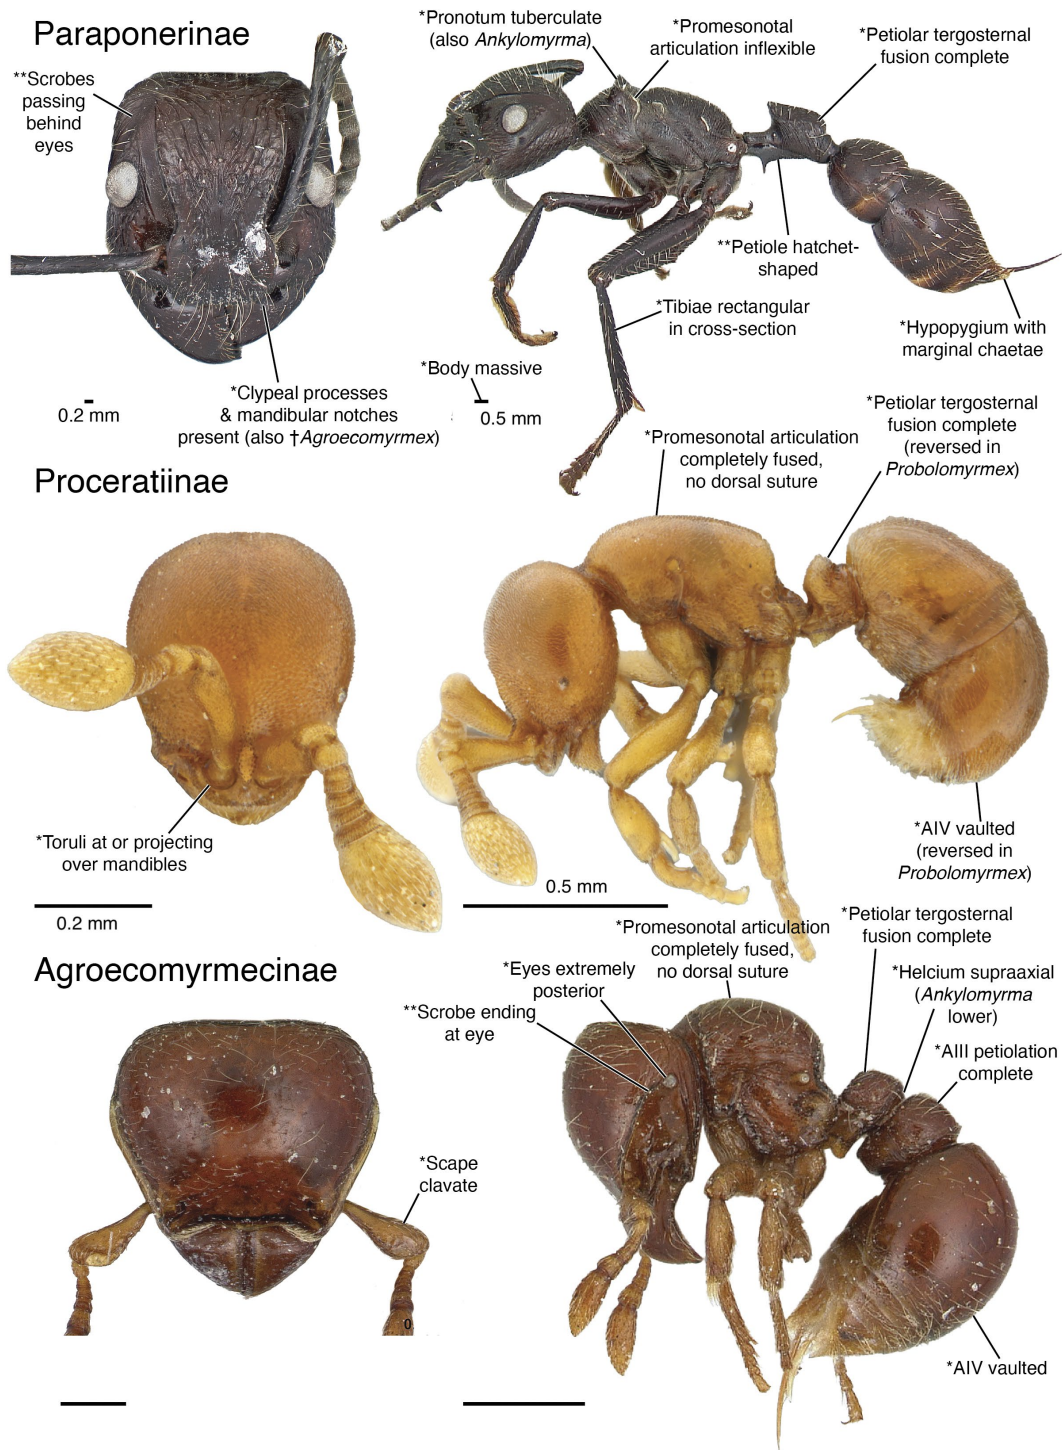 Paraponerinae
**Scrobes
passing
behind
eyes
*Pronotum tuberculate
(also Ankylomyrma)
*Promesonotal
articulation inflexible
*Petiolar tergosternal
fusion complete
**Petiole hatchet-
shaped
*Tibiae rectangular
in cross-section
*Hypopygium with
marginal chaetae
*Body massive
0.5 mm
0.2 mm
*Clypeal processes
& mandibular notches
present (also †Agroecomyrmex)
Proceratiinae
*Promesonotal articulation
completely fused,
no dorsal suture
*Petiolar tergosternal
fusion complete
(reversed in
Probolomyrmex)
*Toruli at or projecting
over mandibles
0.2 mm
0.5 mm
*AIV vaulted
(reversed in
Probolomyrmex)
Agroecomyrmecinae
*Promesonotal articulation
completely fused,
no dorsal suture
*Eyes extremely
posterior
**Scrobe ending
at eye
*Petiolar tergosternal
fusion complete
*Helcium supraaxial
(Ankylomyrma
lower)
*AIII petiolation
complete
*Scape
clavate
0
*AIV vaulted